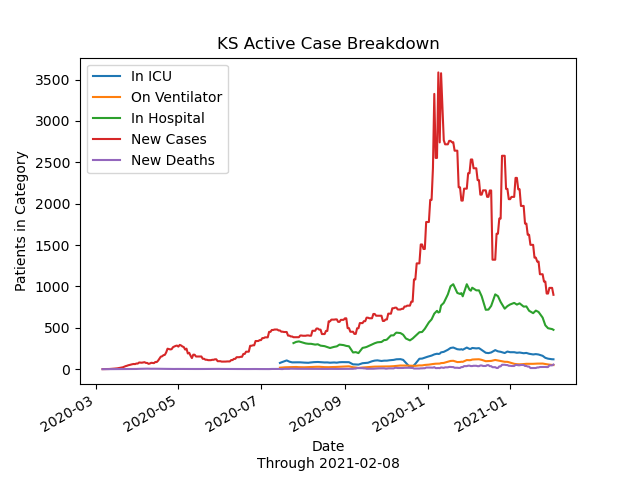 KS Active Case Breakdown
In ICU
On Ventilator
In Hospital
New Cases
New Deaths
Patients in Category
3500
3000
2500
2000
1500
1000
500
0
2020-03
2020-05
2020-07
2020-09
2020-11
2021-01
Date
Through 2021-02-08